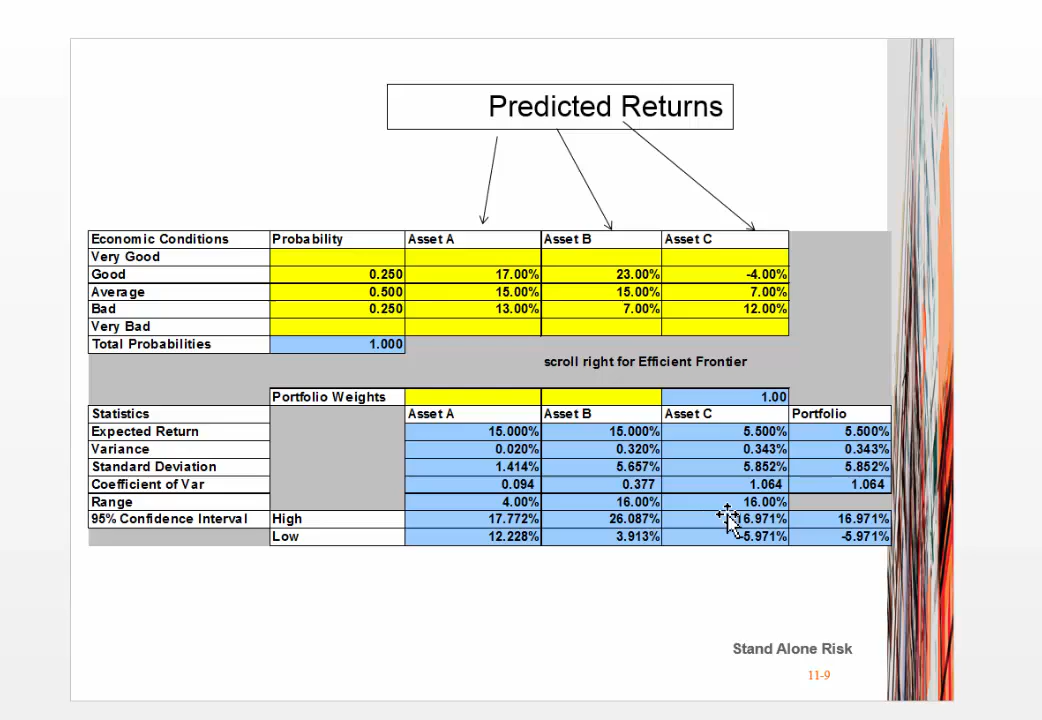 Predicted Returns
Economic Conditions Probability Asset A Asset B Asset C
Very Good
Good 0.250 17.00% 23.00% -4.00%
Average 0.500 15.00% 15.00% 7.00%
Bad 0.250 13.00% 7.00% 12.00%
Very Bad
Total Probabilities 1.000
scroll right for Efficient Frontier
Portfolio Weights 1.00
Statistics Asset A Asset B Asset C Portfolio
Expected Return 15.000% 15.000% 5.500% 5.500%
Variance 0.020% 0.320% 0.343% 0.343%
Standard Deviation 1.414% 5.657% 5.852% 5.852%
Coefficient of Var 0.094 0.377 1.064 1.064
Range 4.00% 16.00% 16.00%
95% Confidence Interval High 17.772% 26.087% 16.971% 16.971%
Low 12.228% 3.913% -5.971% -5.971%
Stand Alone Risk
11-9